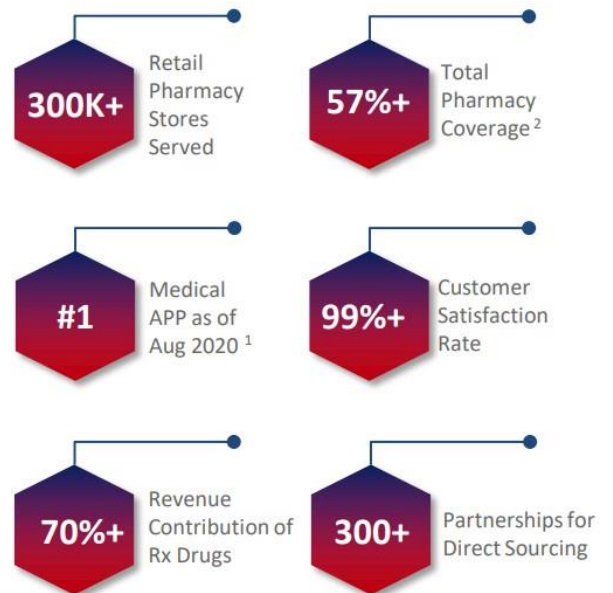 300K+
Retail
Pharmacy
Stores
Served
57%+
Total
Pharmacy
Coverage 2
#1
Medical
APP as of
Aug 2020 1
99%+
Customer
Satisfaction
Rate
70%+
Revenue
Contribution of
Rx Drugs
300+
Partnerships for
Direct Sourcing